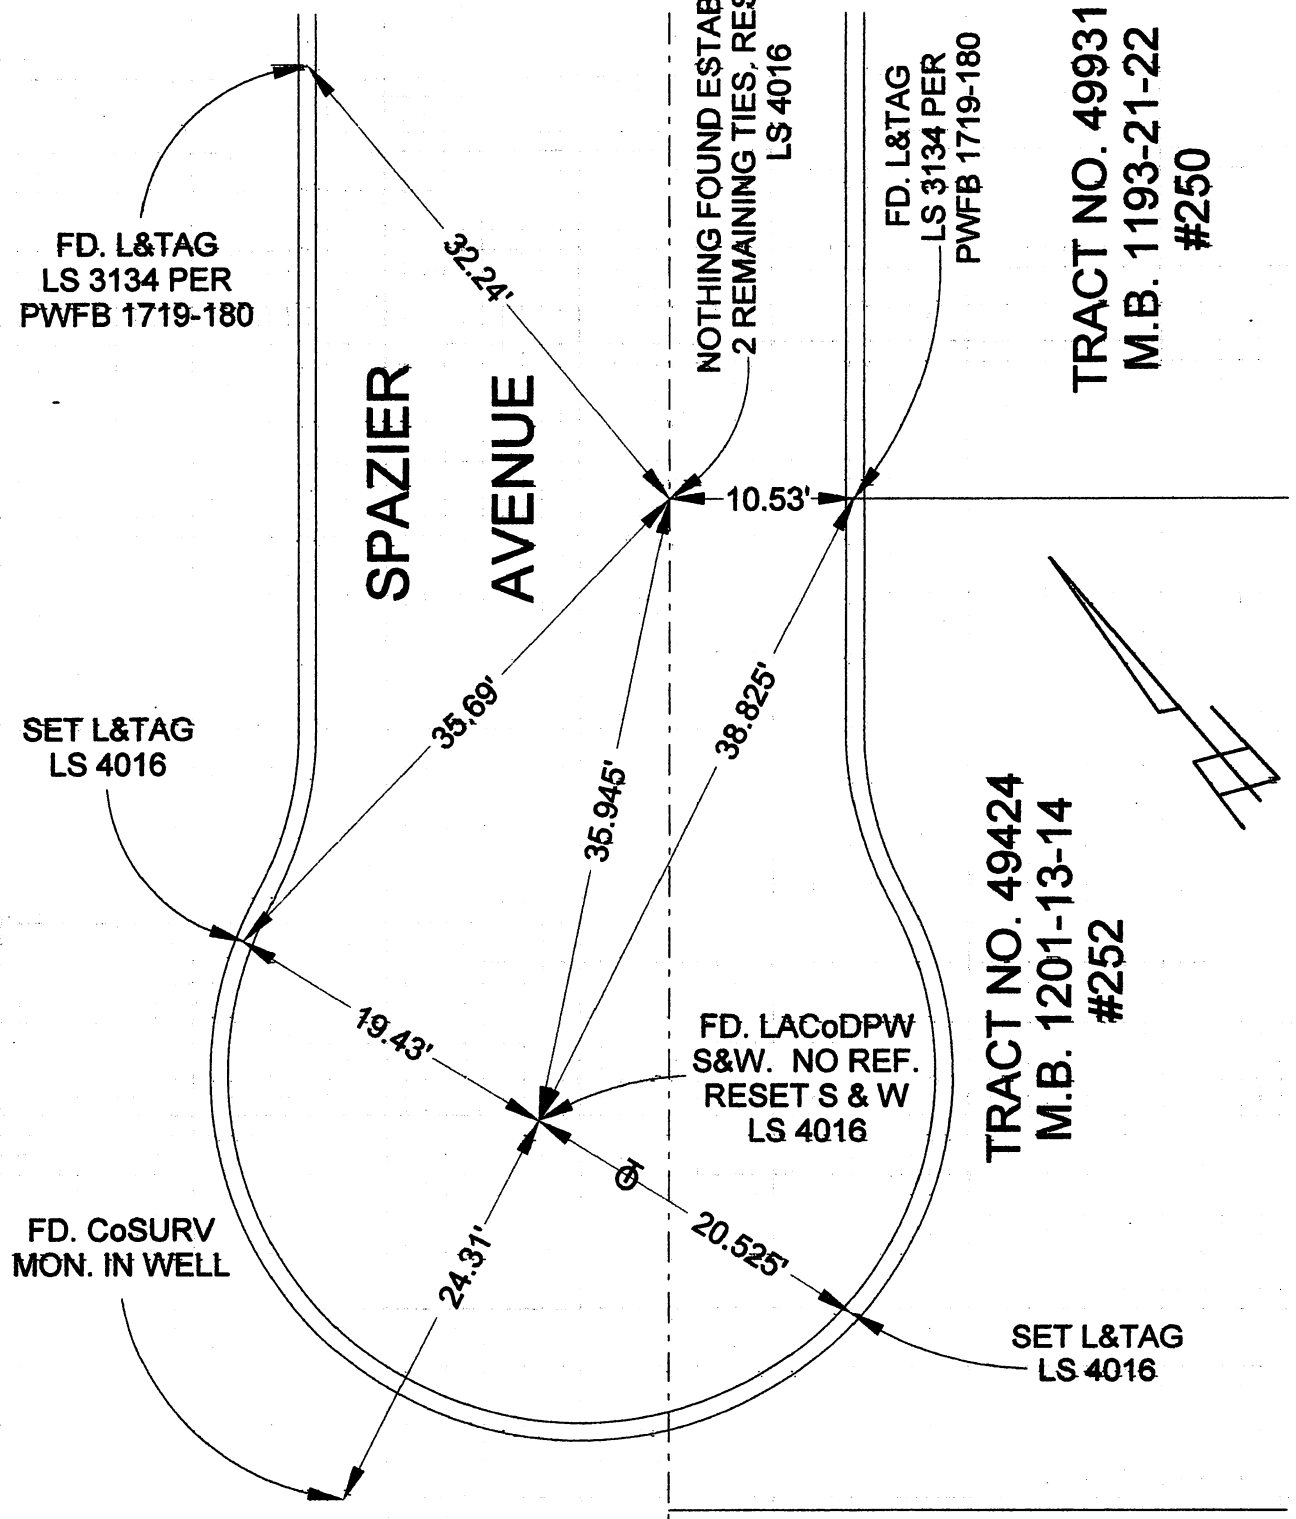 FD. L&TAG
LS 3134 PER
PWFB 1719-180
32.24'
NOTHING FOUND ESTAB
2 REMAINING TIES, RES
LS 4016
FD. L&TAG
LS 3134 PER
PWFB 1719-180
TRACT NO. 49931
M.B. 1193-21-22
#250
SPAZIER
AVENUE
10.53'
35.69'
35.945'
38.825'
SET L&TAG
LS 4016
TRACT NO. 49424
M.B. 1201-13-14
#252
19.43'
FD. LACoDPW
S&W. NO REF.
RESET S & W
LS 4016
24.31'
20.525'
FD. CoSURV
MON. IN WELL
SET L&TAG
LS 4016